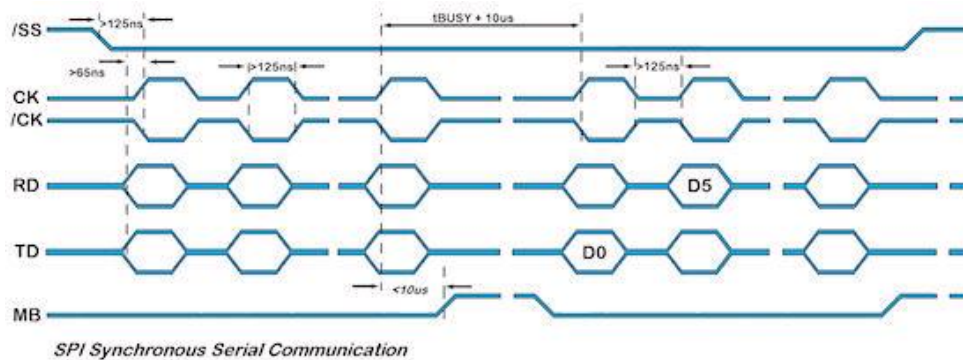 tBUSY + 10us
/SS
>125ns
>65ns
>125ns
>125ns
CK
/CK
RD
D5
TD
D0
<10us
MB
SPI Synchronous Serial Communication